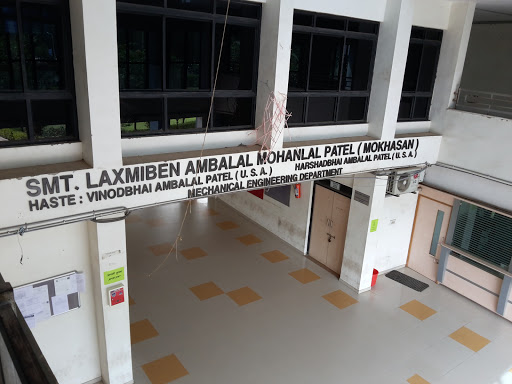 SMT. LAXMIBEN AMBALAL MOHANLAL PATEL ( MOKHASAN )
HASTE : VINODBHAI AMBALAL PATEL ( U.S.A. ) HARSHADBHAI AMBALAL PATEL ( U.S.A. )
MECHANICAL ENGINEERING DEPARTMENT